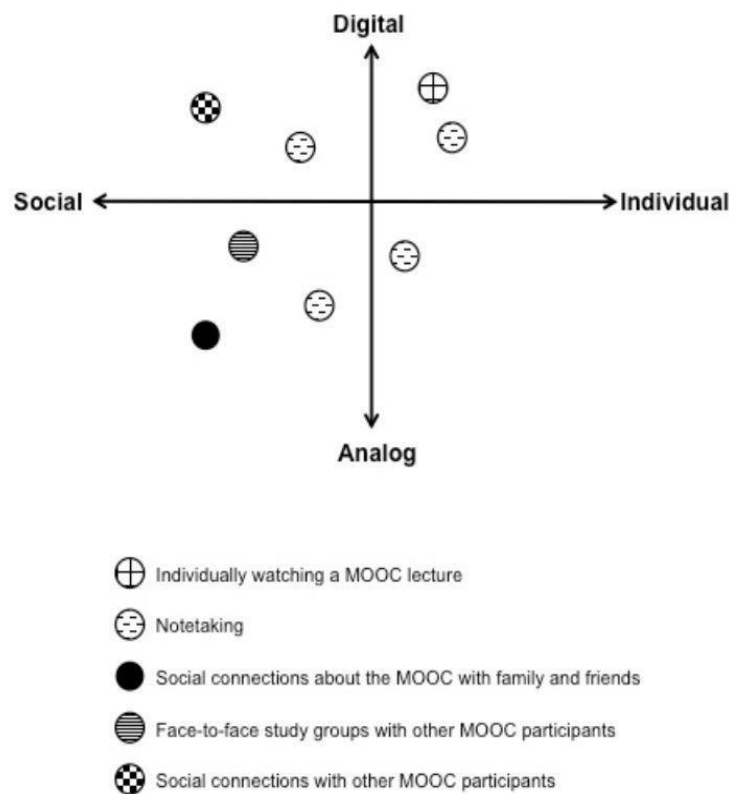 Digital
Social
Individual
Analog
Individually watching a MOOC lecture
Notetaking
Social connections about the MOOC with family and friends
Face-to-face study groups with other MOOC participants
Social connections with other MOOC participants